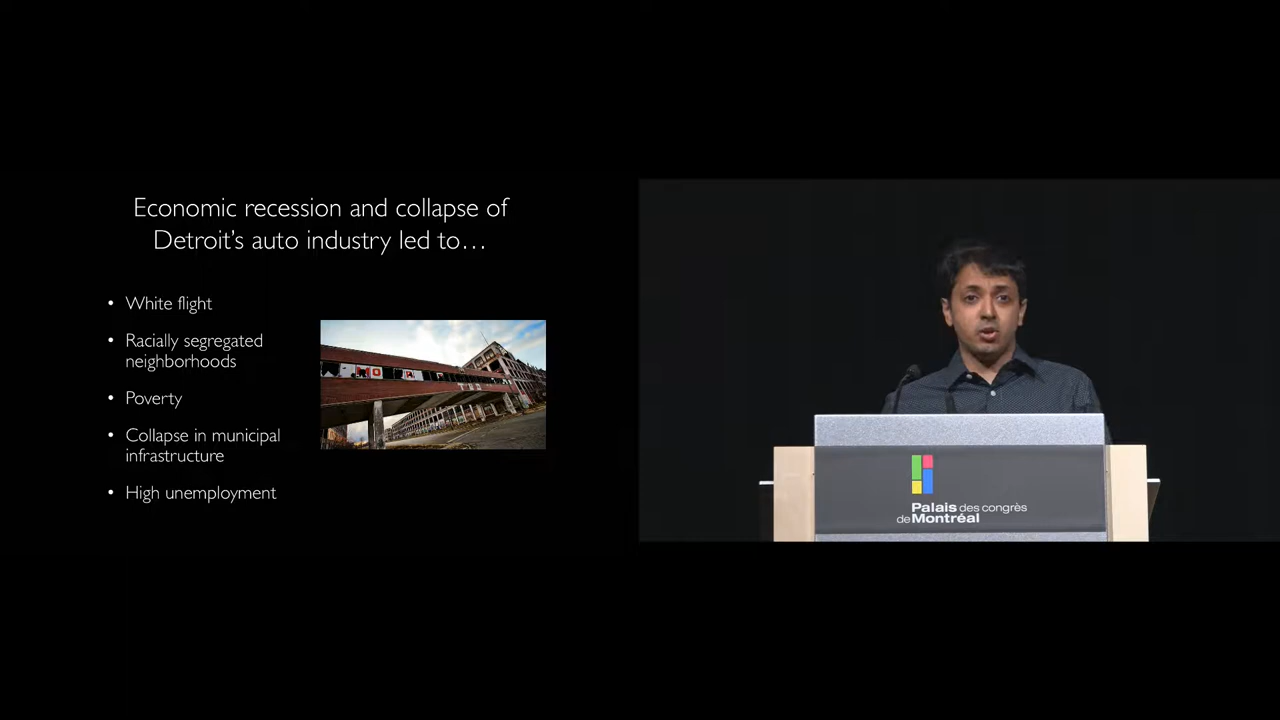 Economic recession and collapse of
Detroit's auto industry led to…
• White flight
• Racially segregated
neighborhoods
• Poverty
• Collapse in municipal
infrastructure
• High unemployment
Palais des congrès
de Montréal